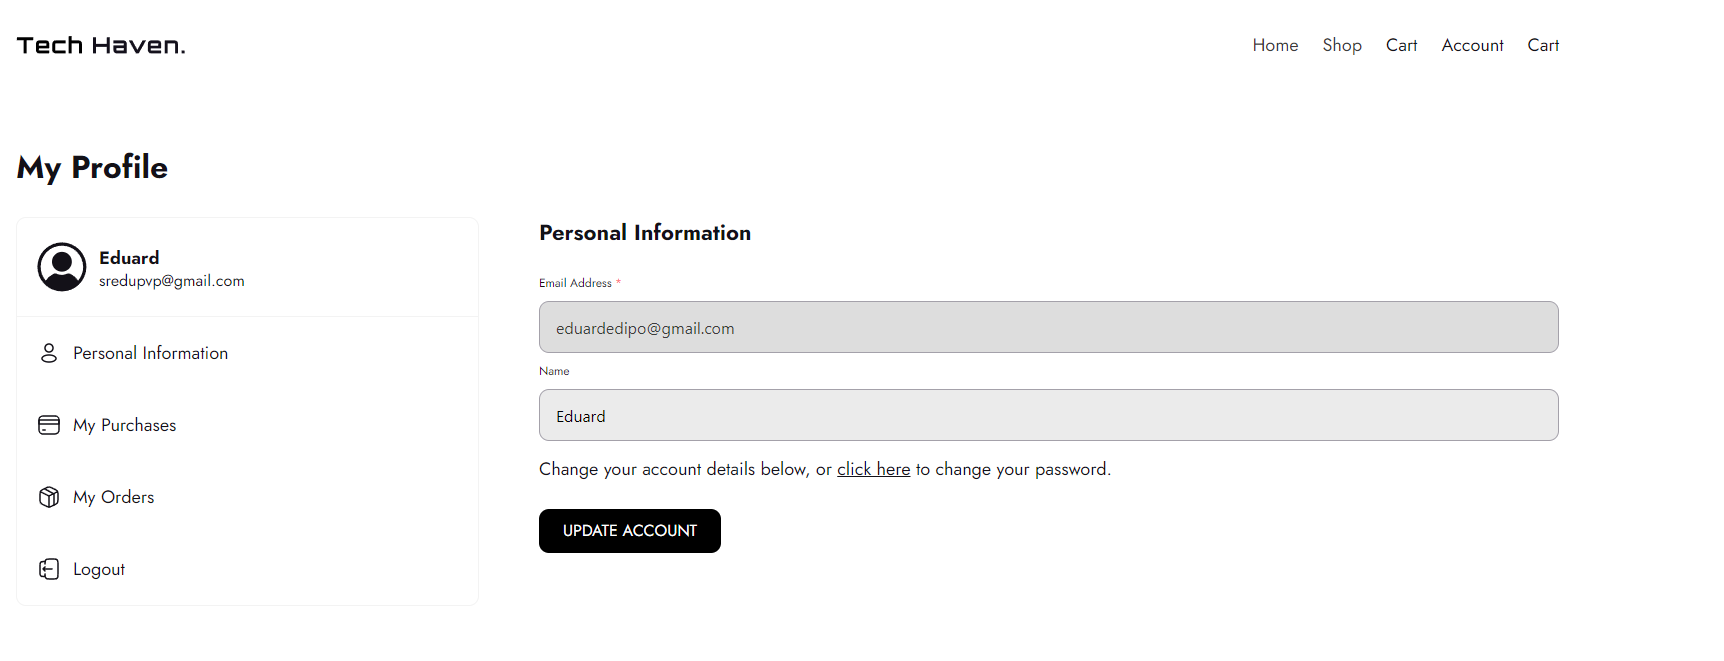 Tech Haven.
Home Shop Cart Account Cart
My Profile
Eduard
sredupvp@gmail.com
Personal Information
My Purchases
My Orders
Logout
Personal Information
Email Address *
eduardedipo@gmail.com
Name
Eduard
Change your account details below, or click here to change your password.
UPDATE ACCOUNT